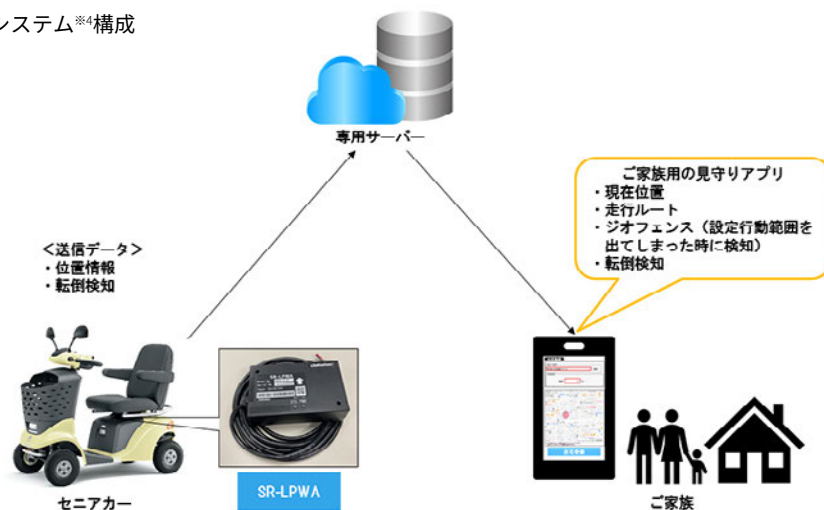 システム※4構成
専用サーバー
ご家族用の見守りアプリ
・現在位置
・走行ルート
・ジオフェンス（設定行動範囲を
出てしまった時に検知）
・転倒検知
＜送信データ＞
・位置情報
・転倒検知
SR-LPWA
SR-LPWA
セニアカー
ご家族